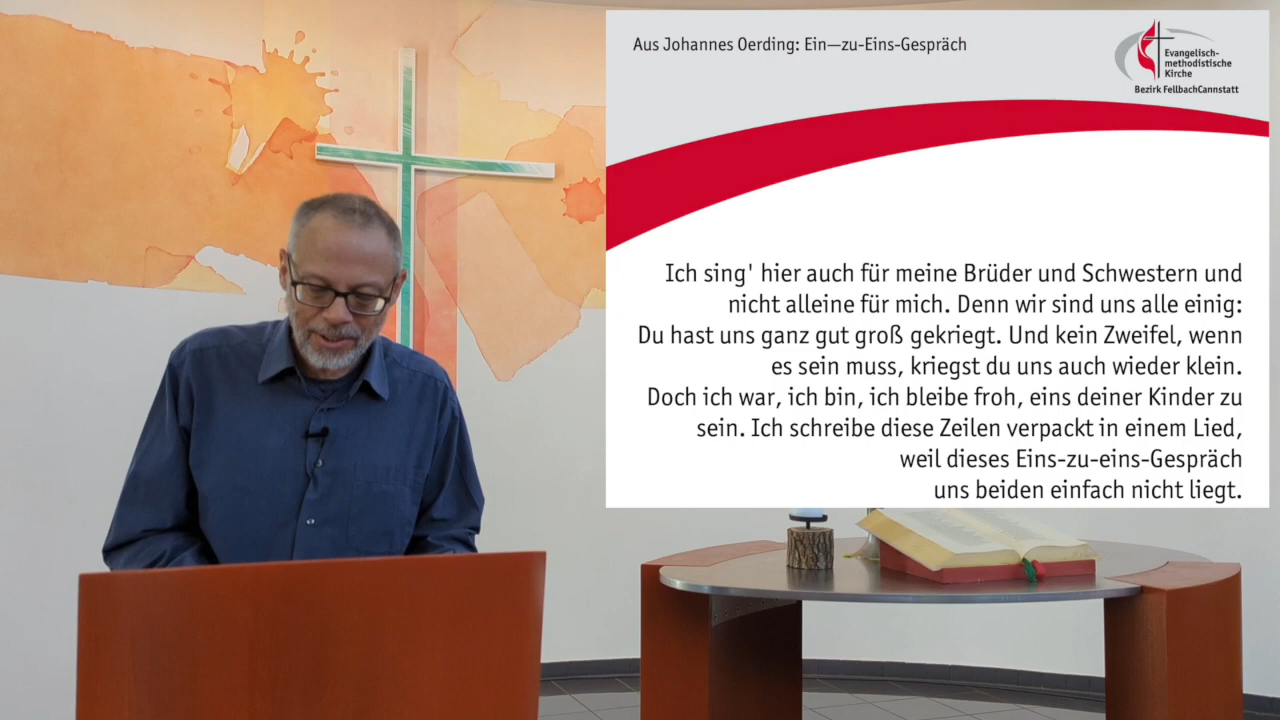 Aus Johannes Oerding: Ein—zu-Eins-Gespräch
Evangelisch-
methodistische
Kirche
Bezirk FellbachCannstatt
Ich sing' hier auch für meine Brüder und Schwestern und
nicht alleine für mich. Denn wir sind uns alle einig:
Du hast uns ganz gut groß gekriegt. Und kein Zweifel, wenn
es sein muss, kriegst du uns auch wieder klein.
Doch ich war, ich bin, ich bleibe froh, eins deiner Kinder zu
sein. Ich schreibe diese Zeilen verpackt in einem Lied,
weil dieses Eins-zu-eins-Gespräch
uns beiden einfach nicht liegt.